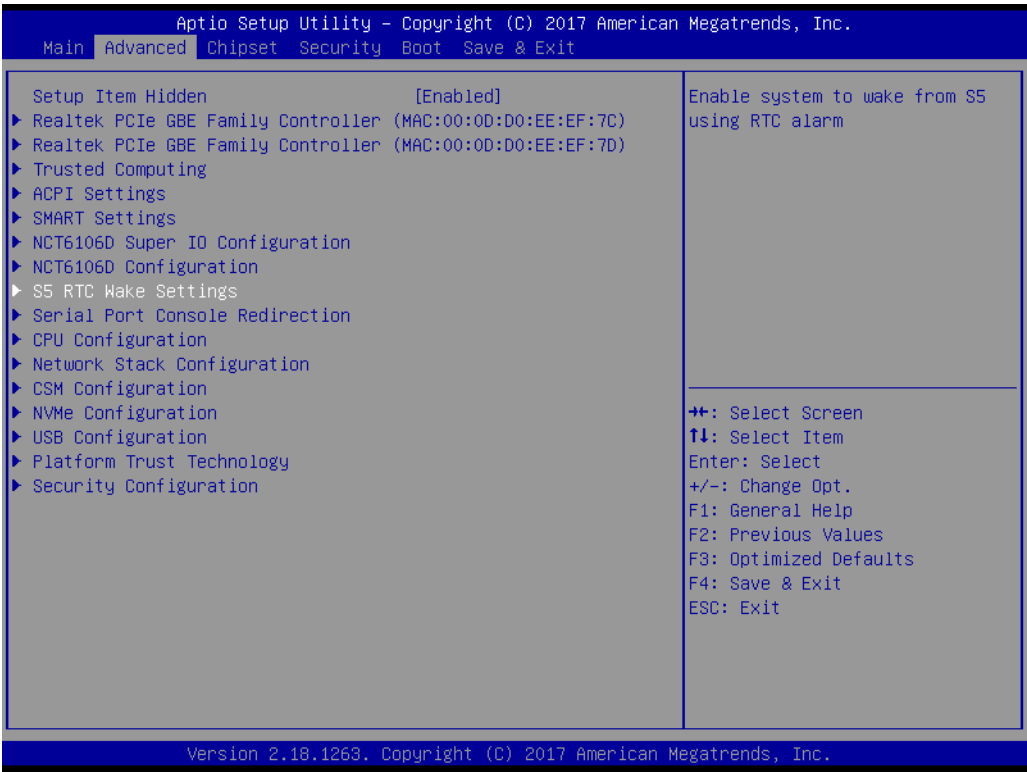 Aptio Setup Utility – Copyright (C) 2017 American Megatrends, Inc.
Main Advanced Chipset Security Boot Save & Exit
Setup Item Hidden [Enabled]
Realtek PCIe GBE Family Controller (MAC:00:0D:D0:EE:EF:7C)
Realtek PCIe GBE Family Controller (MAC:00:0D:D0:EE:EF:7D)
Trusted Computing
ACPI Settings
SMART Settings
NCT6106D Super IO Configuration
NCT6106D Configuration
S5 RTC Wake Settings
Serial Port Console Redirection
CPU Configuration
Network Stack Configuration
CSM Configuration
NVMe Configuration
USB Configuration
Platform Trust Technology
Security Configuration
Enable system to wake from S5
using RTC alarm
→←: Select Screen
↑↓: Select Item
Enter: Select
+/-: Change Opt.
F1: General Help
F2: Previous Values
F3: Optimized Defaults
F4: Save & Exit
ESC: Exit
Version 2.18.1263. Copyright (C) 2017 American Megatrends, Inc.